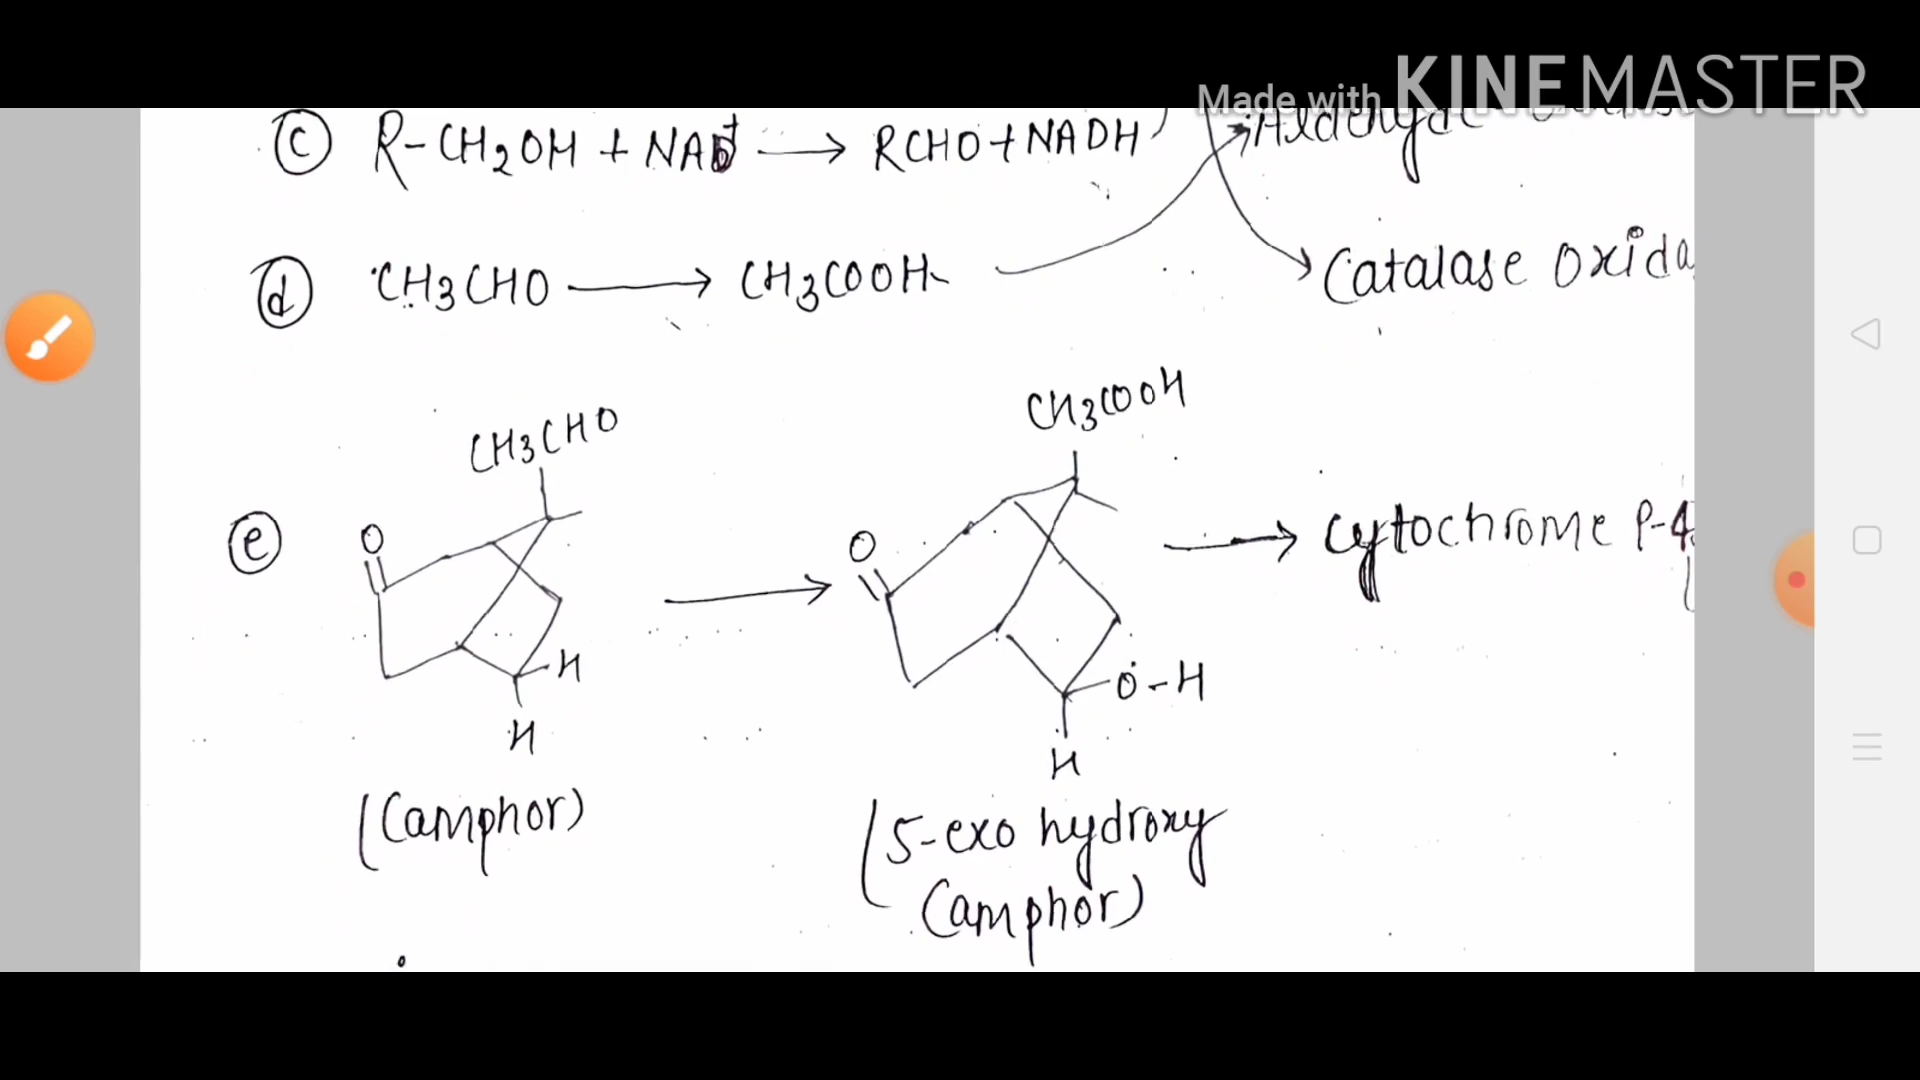 Made with KINEMASTER
(c) R-CH2OH + NAD+ → RCHO + NADH
(d) CH3CHO → CH3COOH
Catalase Oxida
CH3CHO
CH3COOH
(e)
O
O
→ Cytochrome P-4
H
O-H
H
H
(Camphor)
(5-exo hydroxy
Camphor)